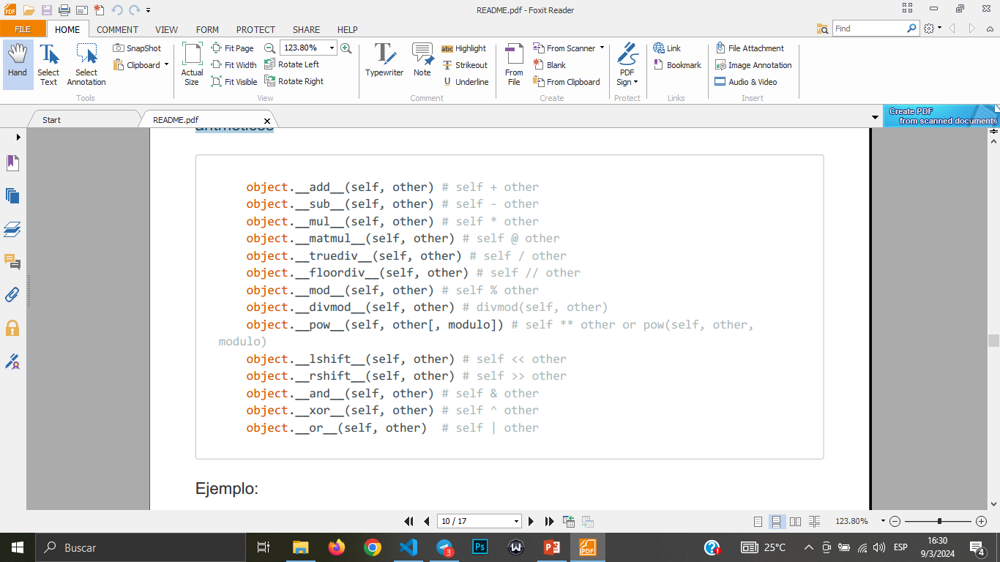 README.pdf - Foxit Reader
FILE HOME COMMENT VIEW FORM PROTECT SHARE HELP
Find
Hand
Select Text
Select Annotation
SnapShot
Clipboard
Tools
Actual Size
Fit Page
Fit Width
Fit Visible
123.80%
Rotate Left
Rotate Right
View
Typewriter
Note
Highlight
Strikeout
Underline
Comment
From File
From Scanner
Blank
From Clipboard
Create
PDF Sign
Protect
Link
Bookmark
Links
File Attachment
Image Annotation
Audio & Video
Insert
Start
README.pdf
Create PDF
from scanned documents
object.__add__(self, other) # self + other
object.__sub__(self, other) # self - other
object.__mul__(self, other) # self * other
object.__matmul__(self, other) # self @ other
object.__truediv__(self, other) # self / other
object.__floordiv__(self, other) # self // other
object.__mod__(self, other) # self % other
object.__divmod__(self, other) # divmod(self, other)
object.__pow__(self, other[, modulo]) # self ** other or pow(self, other,
modulo)
object.__lshift__(self, other) # self << other
object.__rshift__(self, other) # self >> other
object.__and__(self, other) # self & other
object.__xor__(self, other) # self ^ other
object.__or__(self, other)  # self | other
Ejemplo:
10 / 17
123.80%
Buscar
3
Ps
25°C
ESP
16:30
9/3/2024
4